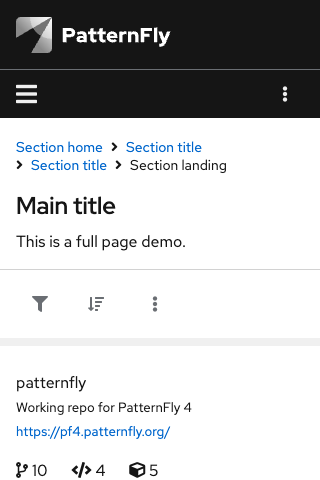 PatternFly
Section home > Section title
> Section title > Section landing
Main title
This is a full page demo.
patternfly
Working repo for PatternFly 4
https://pf4.patternfly.org/
10 4 5